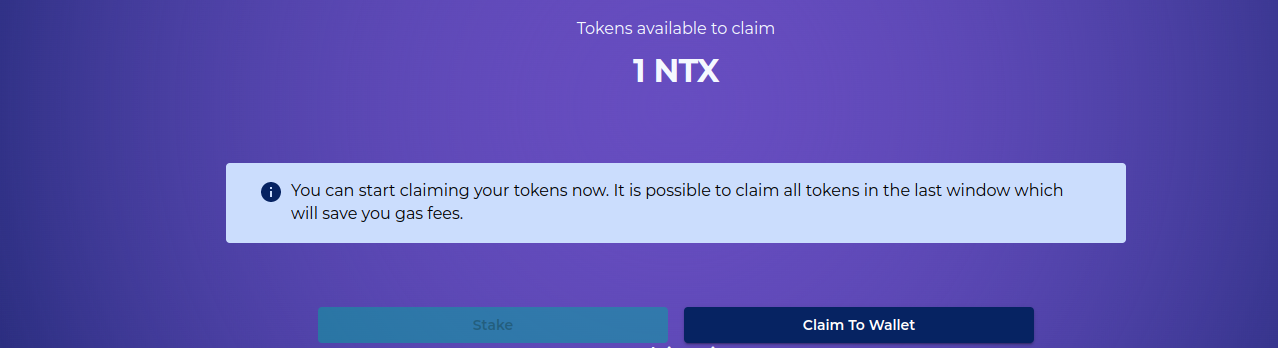 Tokens available to claim
1 NTX
You can start claiming your tokens now. It is possible to claim all tokens in the last window which
will save you gas fees.
Stake
Claim To Wallet